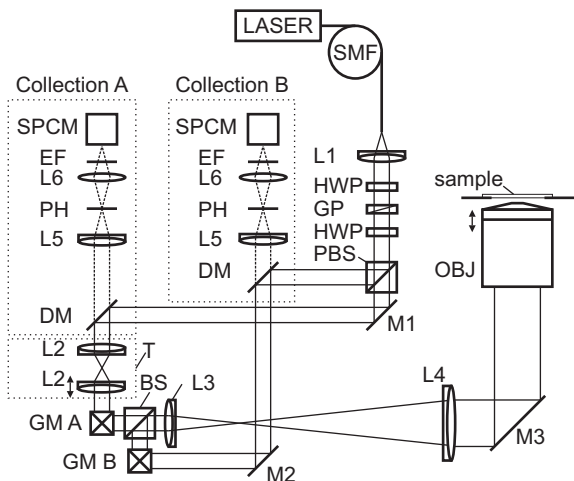 LASER
SMF
Collection A
Collection B
SPCM
SPCM
EF
EF
L1
L6
L6
HWP
sample
PH
PH
GP
L5
L5
HWP
DM
PBS
OBJ
DM
M1
L2
T
L2
BS
L3
L4
GM A
GM B
M2
M3